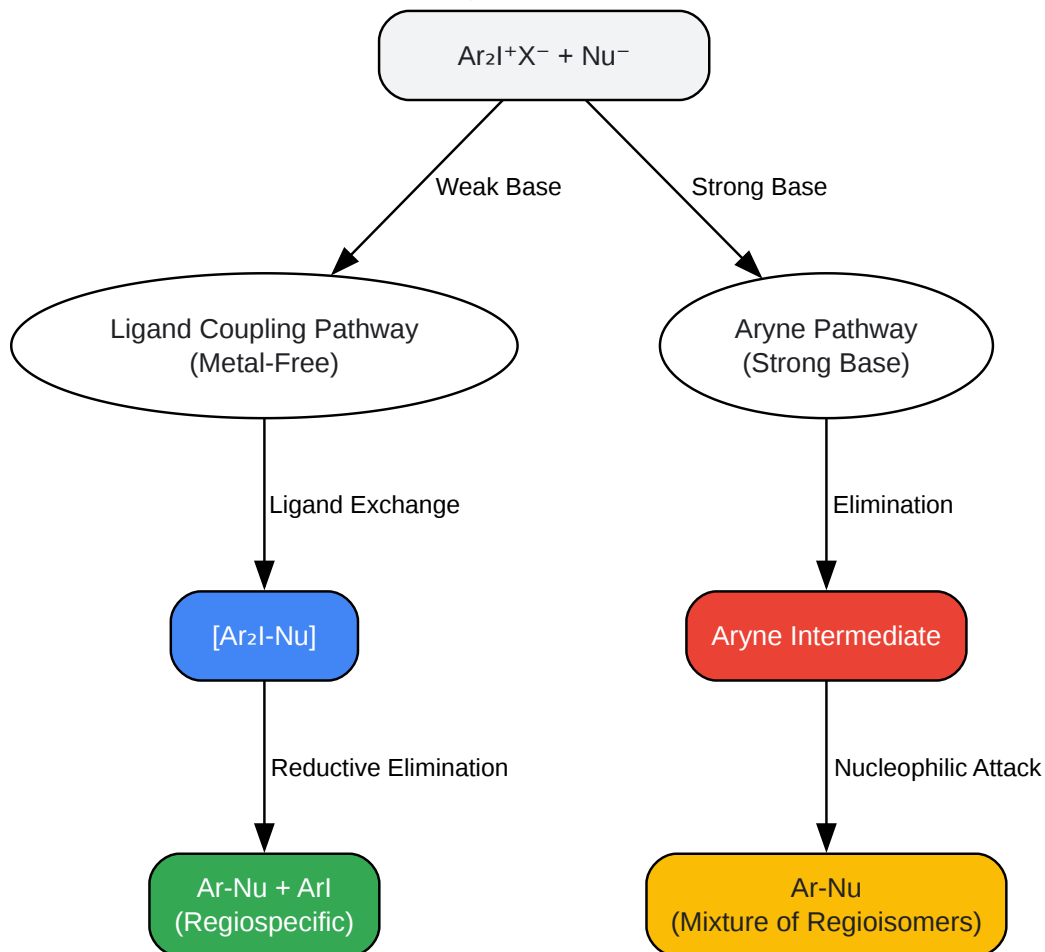 Ar₂I⁺X⁻ + Nu⁻
Weak Base
Strong Base
Ligand Coupling Pathway
(Metal-Free)
Aryne Pathway
(Strong Base)
Ligand Exchange
Elimination
[Ar₂I-Nu]
Aryne Intermediate
Reductive Elimination
Nucleophilic Attack
Ar-Nu + ArI
(Regiospecific)
Ar-Nu
(Mixture of Regioisomers)